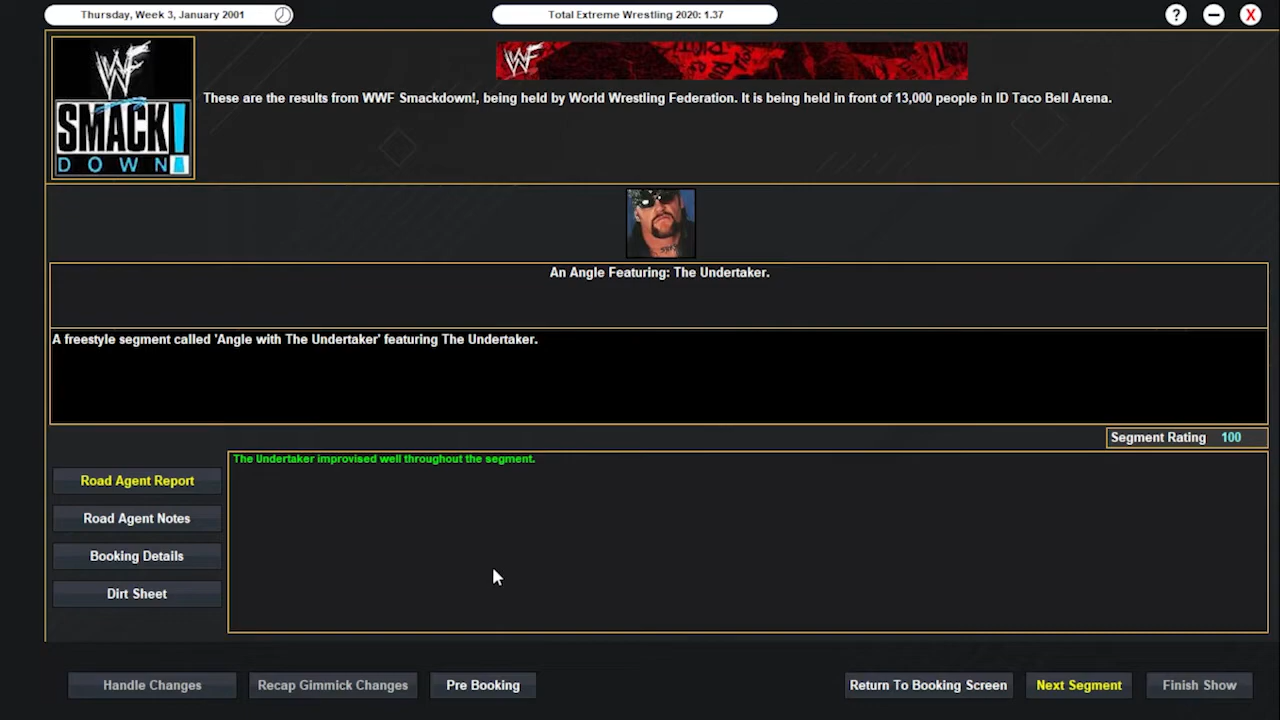 Thursday, Week 3, January 2001
Total Extreme Wrestling 2020: 1.37
? X
WF
SMACK!
DOWN
These are the results from WWF Smackdown!, being held by World Wrestling Federation. It is being held in front of 13,000 people in ID Taco Bell Arena.
An Angle Featuring: The Undertaker.
A freestyle segment called 'Angle with The Undertaker' featuring The Undertaker.
Segment Rating 100
The Undertaker improvised well throughout the segment.
Road Agent Report
Road Agent Notes
Booking Details
Dirt Sheet
Handle Changes
Recap Gimmick Changes
Pre Booking
Return To Booking Screen
Next Segment
Finish Show